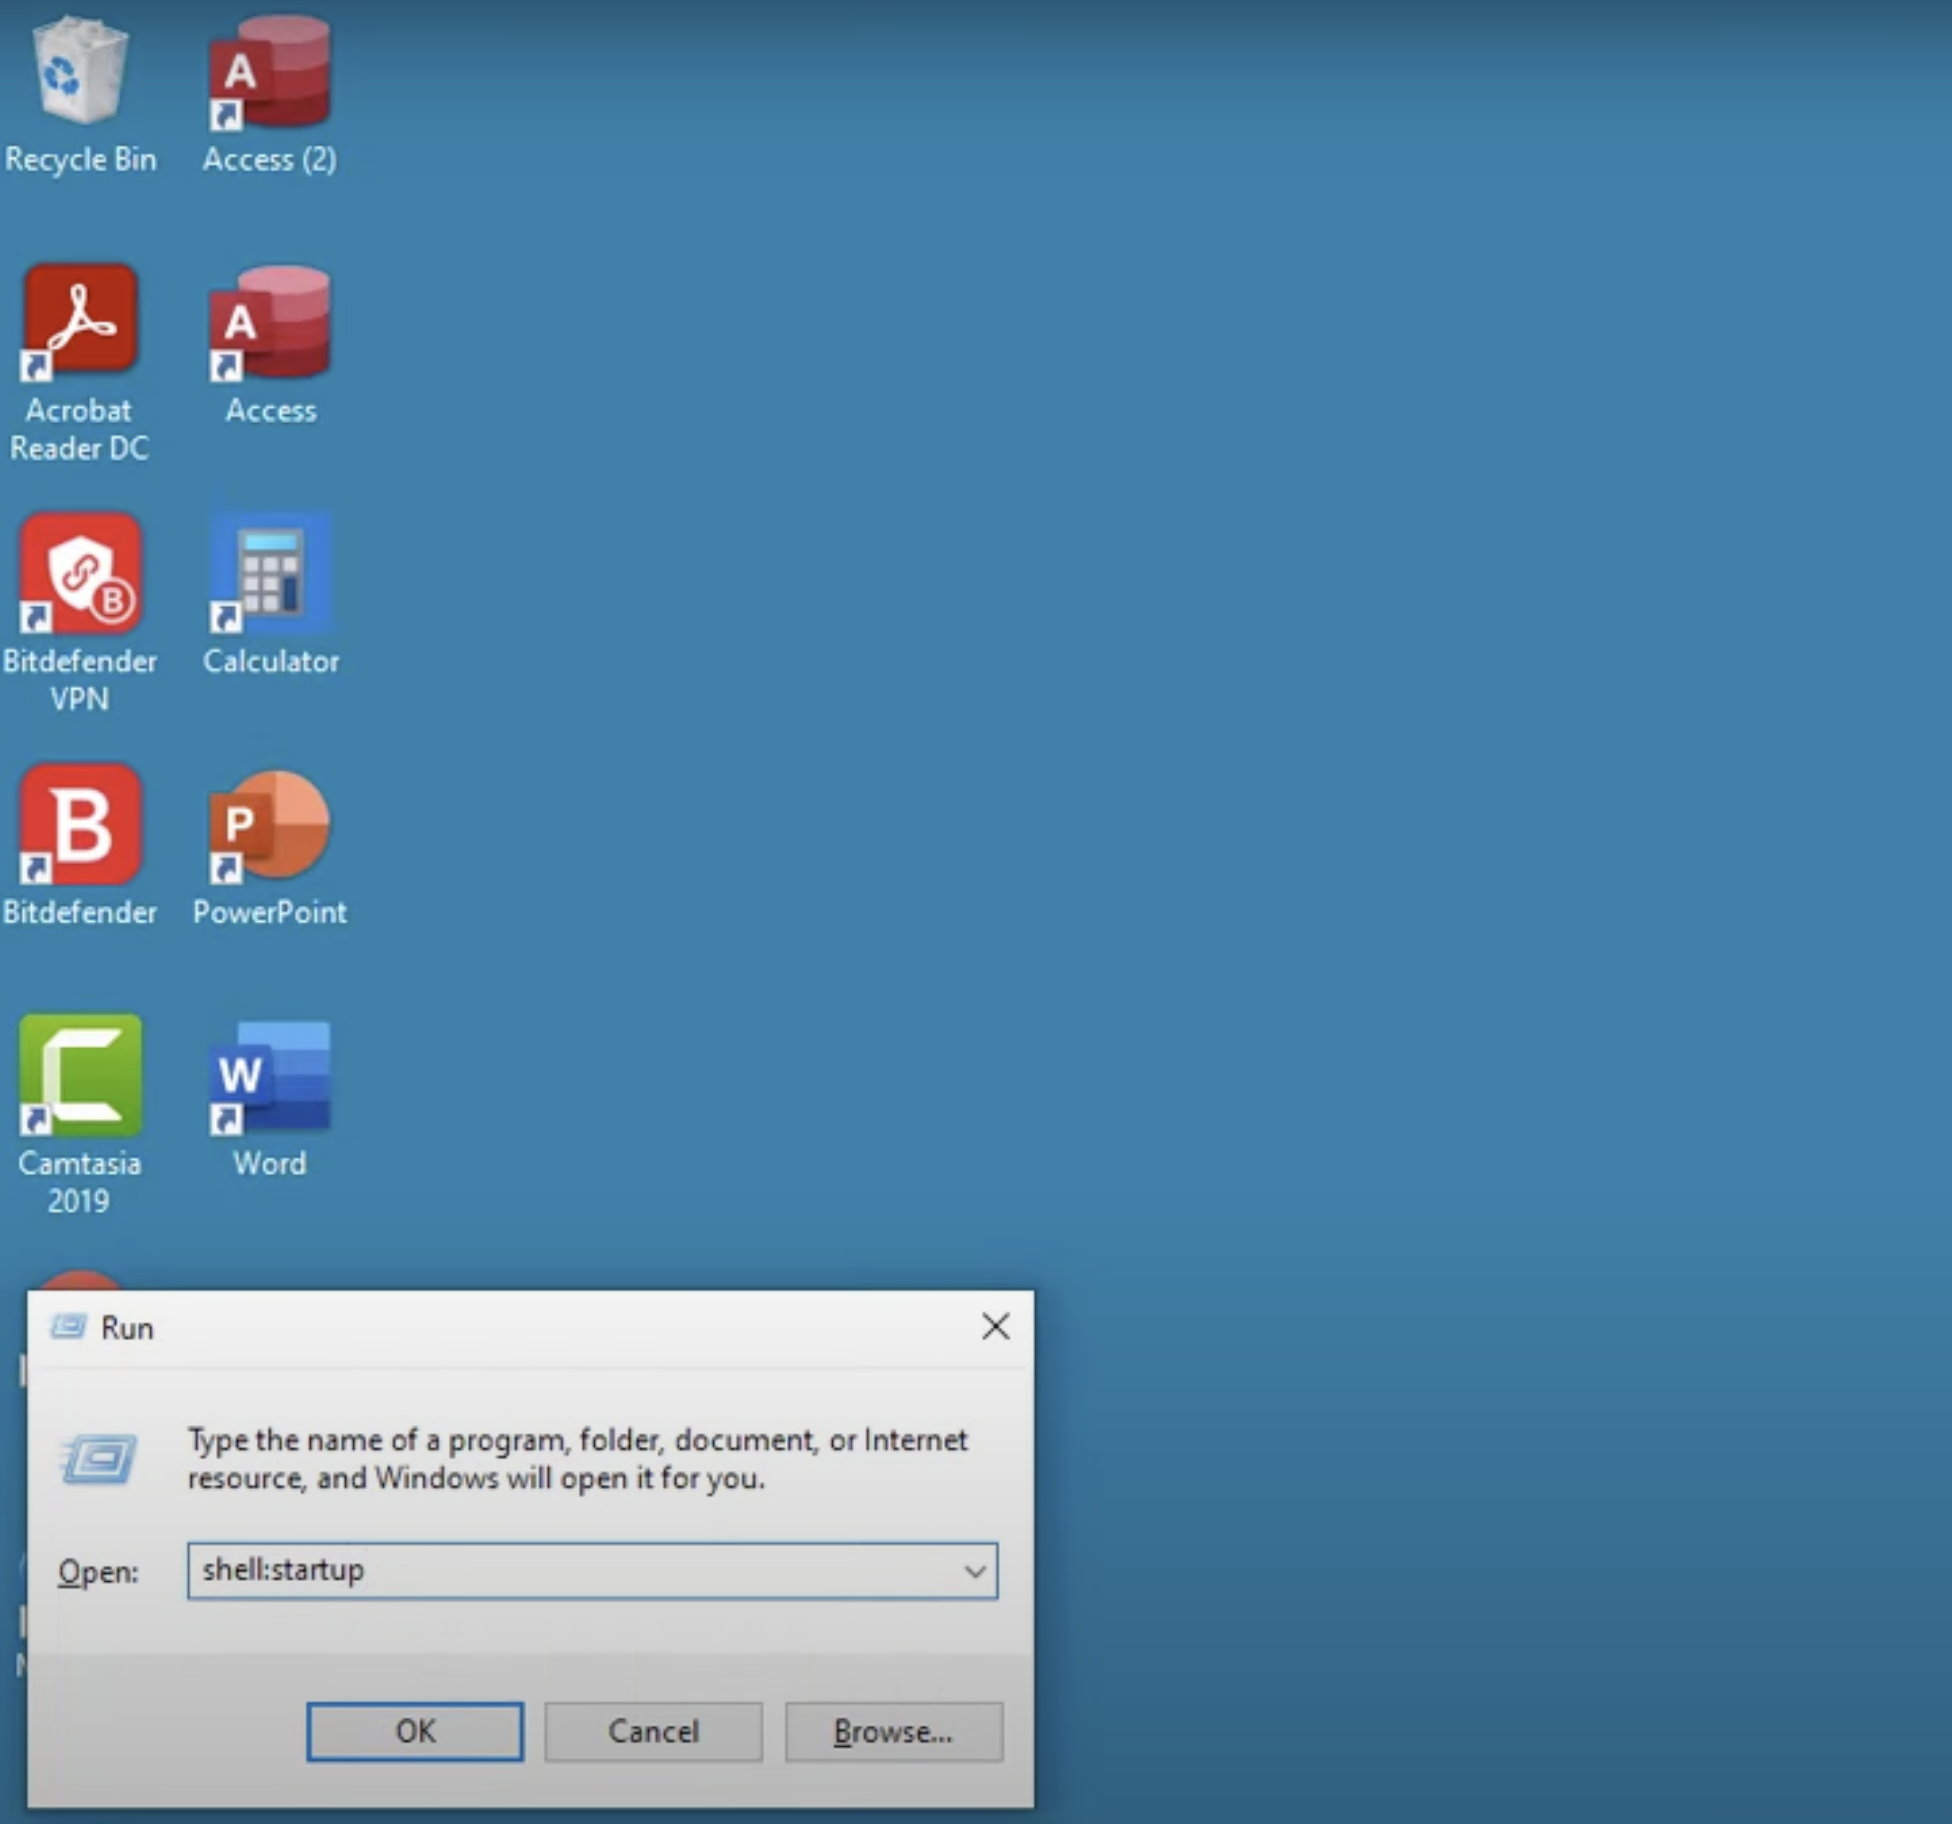 Recycle Bin
A
Access (2)
Acrobat
Reader DC
A
Access
B
Bitdefender
VPN
Calculator
B
Bitdefender
P
PowerPoint
C
Camtasia
2019
W
Word
Run
Type the name of a program, folder, document, or Internet
resource, and Windows will open it for you.
Open:
shell:startup
OK
Cancel
Browse...